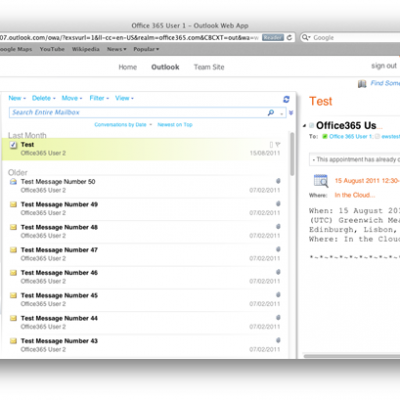 Office 365 User 1 – Outlook Web App
07.outlook.com/owa/?exsvurl=1&ll-cc=en-US&realm=office365.com&CBCXT=out&wa=w
Reader
Google
oogle Maps YouTube Wikipedia News Popular
Home Outlook Team Site
sign out
Find Some
New Delete Move Filter View
Search Entire Mailbox
Conversations by Date Newest on Top
Last Month
Test
Office365 User 2 15/08/2011
Older
Test Message Number 50
Office365 User 2 07/02/2011
Test Message Number 49
Office365 User 2 07/02/2011
Test Message Number 48
Office365 User 2 07/02/2011
Test Message Number 47
Office365 User 2 07/02/2011
Test Message Number 46
Office365 User 2 07/02/2011
Test Message Number 45
Office365 User 2 07/02/2011
Test Message Number 44
Office365 User 2 07/02/2011
Test Message Number 43
Office365 User 2 07/02/2011
Test
Office365 Us...
To: Office 365 User 1; awstest
This appointment has already o
15 August 2011 12:30-
Where: In the Cloud...
When: 15 August 201
(UTC) Greenwich Mea
Edinburgh, Lisbon,
Where: In the Cloud
*~*~*~*~*~*~*~*~*~*